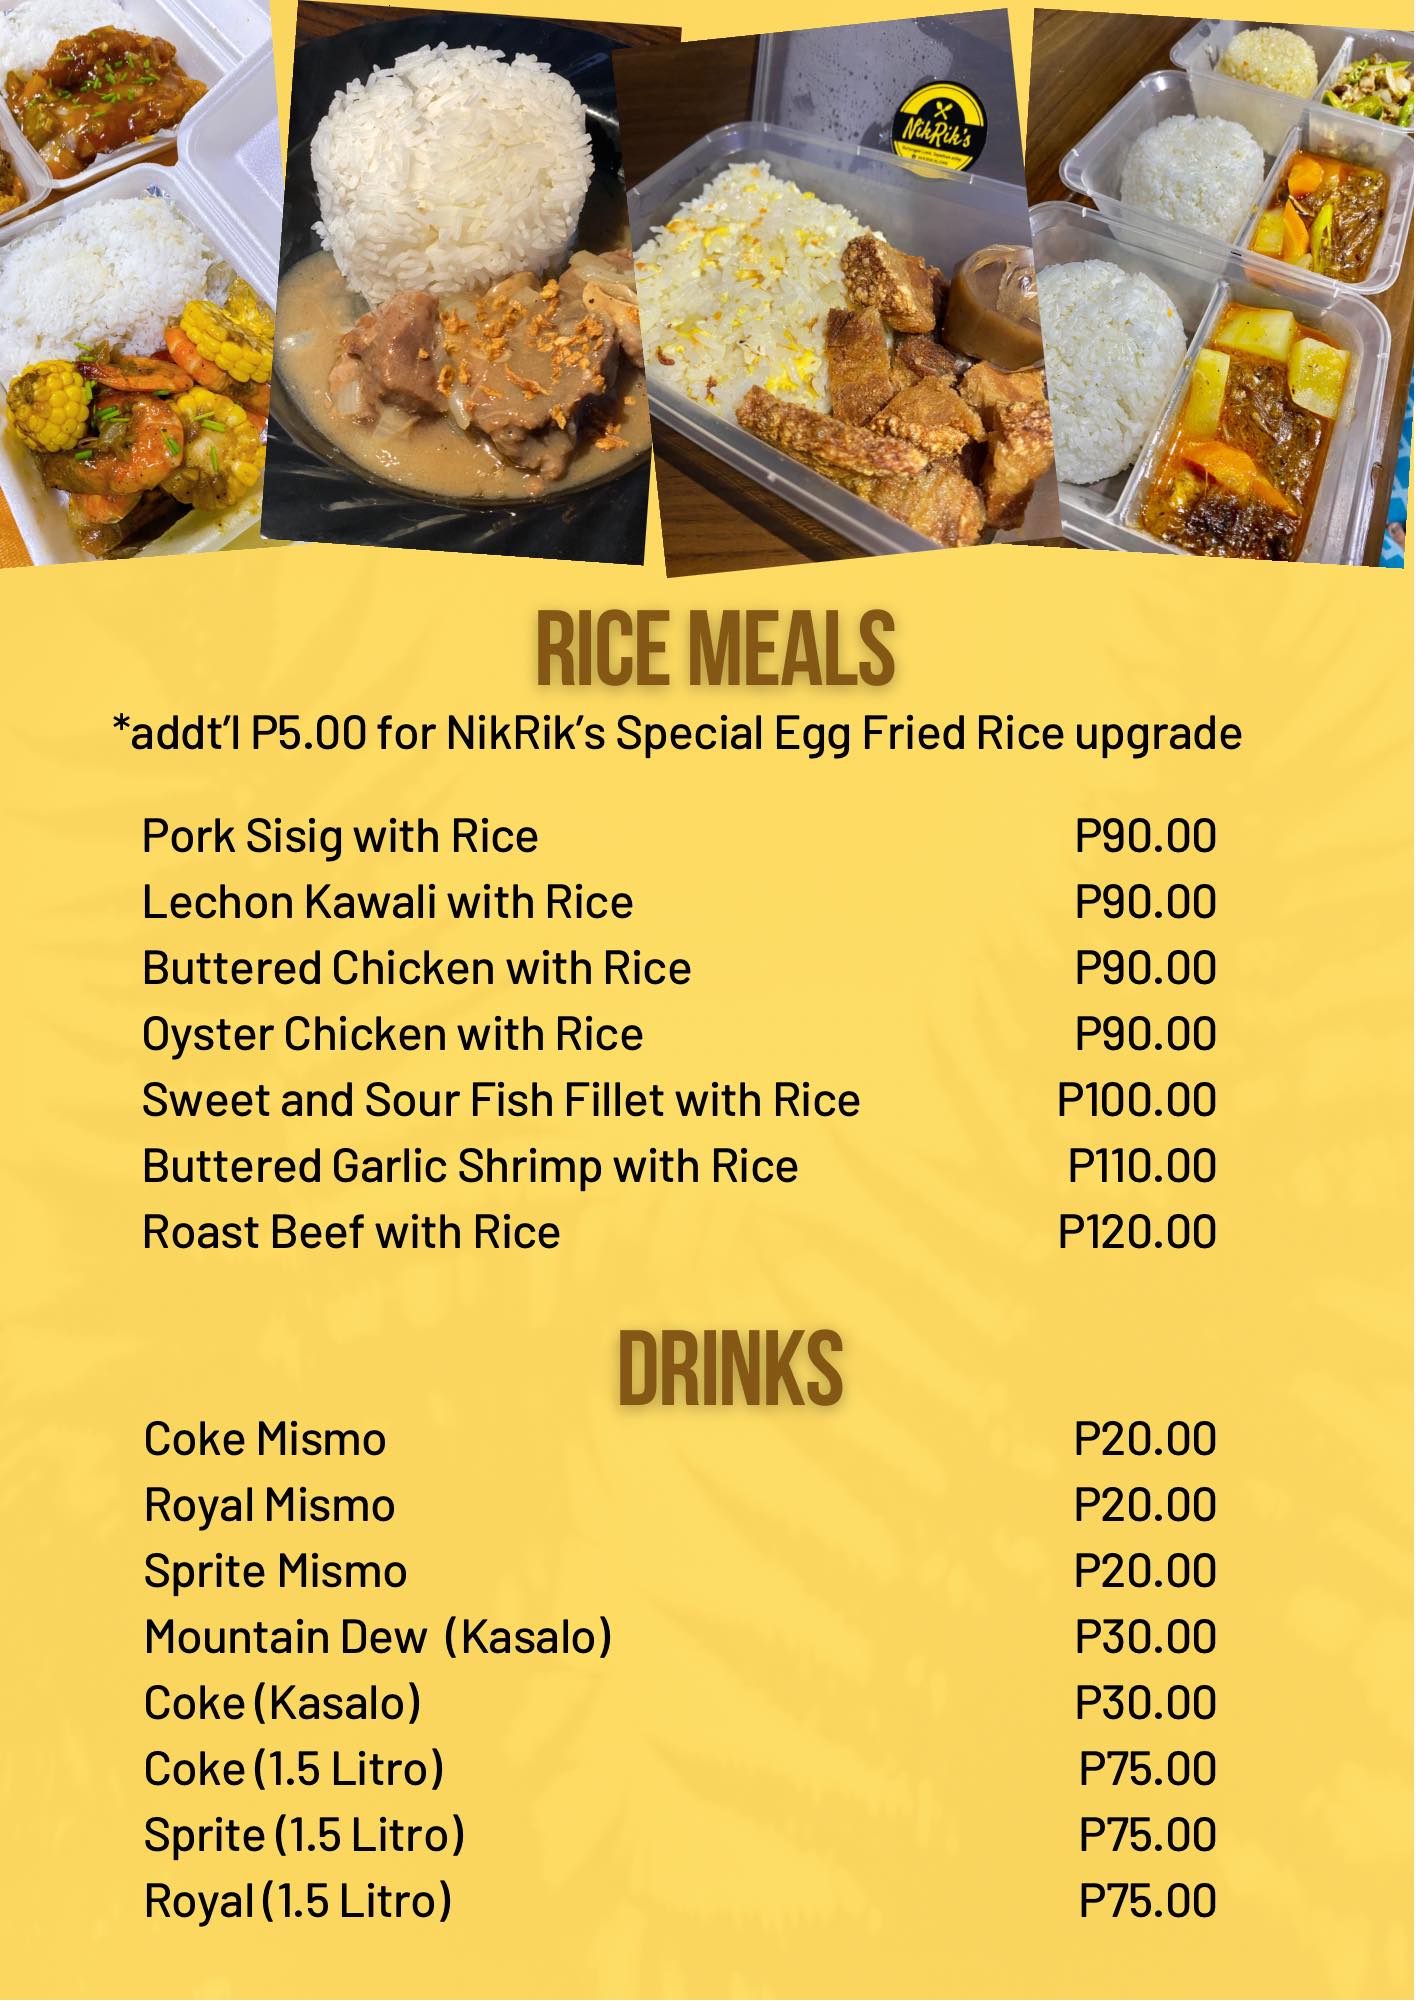 NikRik's
RICE MEALS
*addt'l P5.00 for NikRik's Special Egg Fried Rice upgrade
Pork Sisig with Rice P90.00
Lechon Kawali with Rice P90.00
Buttered Chicken with Rice P90.00
Oyster Chicken with Rice P90.00
Sweet and Sour Fish Fillet with Rice P100.00
Buttered Garlic Shrimp with Rice P110.00
Roast Beef with Rice P120.00
DRINKS
Coke Mismo P20.00
Royal Mismo P20.00
Sprite Mismo P20.00
Mountain Dew (Kasalo) P30.00
Coke (Kasalo) P30.00
Coke (1.5 Litro) P75.00
Sprite (1.5 Litro) P75.00
Royal (1.5 Litro) P75.00